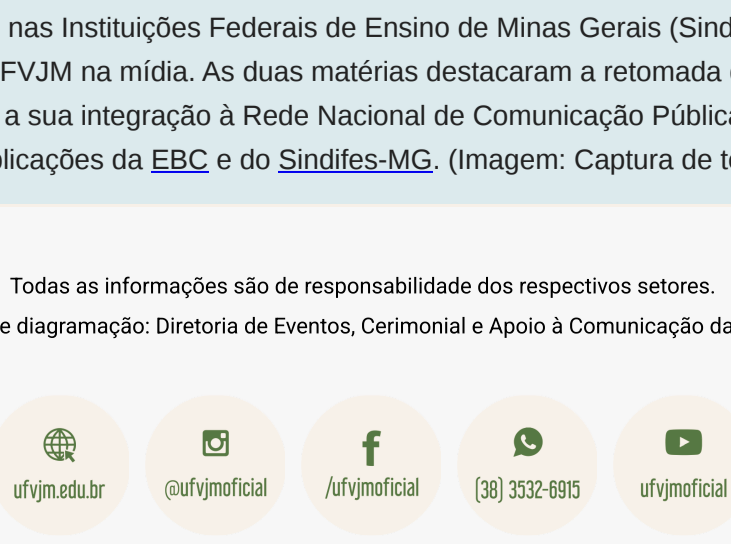 nas Instituições Federais de Ensino de Minas Gerais (Sind
FVJM na mídia. As duas matérias destacaram a retomada
a sua integração à Rede Nacional de Comunicação Pública
licações da EBC e do Sindifes-MG. (Imagem: Captura de t
Todas as informações são de responsabilidade dos respectivos setores.
e diagramação: Diretoria de Eventos, Cerimonial e Apoio à Comunicação da
ufvjm.edu.br @ufvjmoficial /ufvjmoficial (38) 3532-6915 ufvjmoficial